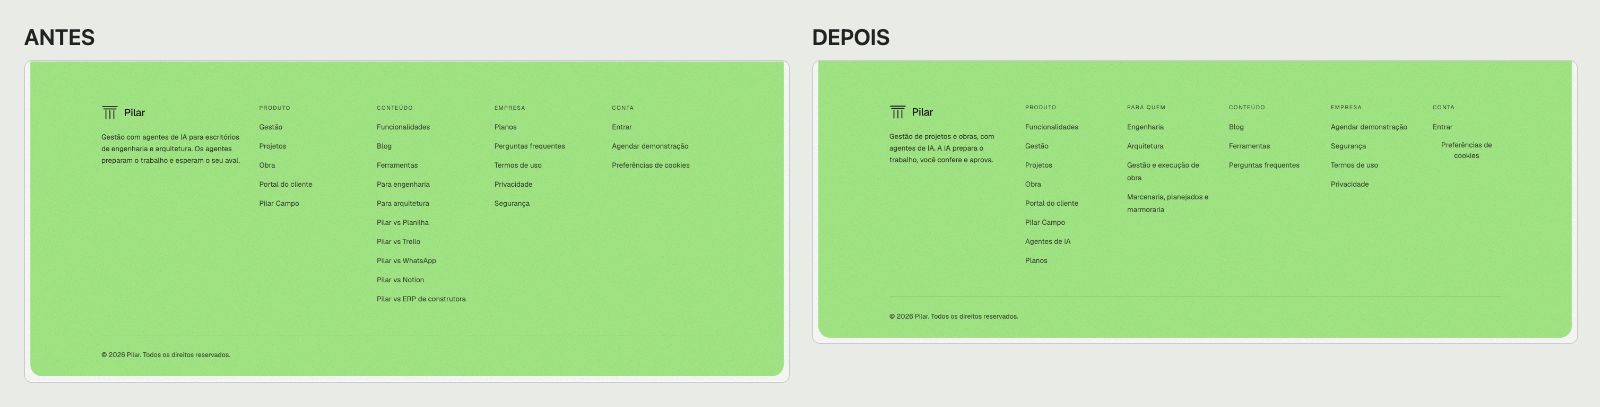 ANTES
Pilar
Gestão com agentes de IA para escritórios
de engenharia e arquitetura. Os agentes
preparam o trabalho e esperam o seu aval.
PRODUTO
Gestão
Projetos
Obra
Portal do cliente
Pilar Campo
CONTEÚDO
Funcionalidades
Blog
Ferramentas
Para engenharia
Para arquitetura
Pilar vs Planilha
Pilar vs Trello
Pilar vs WhatsApp
Pilar vs Notion
Pilar vs ERP de construtora
EMPRESA
Planos
Perguntas frequentes
Termos de uso
Privacidade
Segurança
CONTA
Entrar
Agendar demonstração
Preferências de cookies
© 2026 Pilar. Todos os direitos reservados.
DEPOIS
Pilar
Gestão de projetos e obras, com
agentes de IA. A IA prepara o
trabalho, você confere e aprova.
PRODUTO
Funcionalidades
Gestão
Projetos
Obra
Portal do cliente
Pilar Campo
Agentes de IA
Planos
PARA QUEM
Engenharia
Arquitetura
Gestão e execução de
obra
Marcenaria, planejados e
marmoraria
CONTEÚDO
Blog
Ferramentas
Perguntas frequentes
EMPRESA
Agendar demonstração
Segurança
Termos de uso
Privacidade
CONTA
Entrar
Preferências de
cookies
© 2026 Pilar. Todos os direitos reservados.